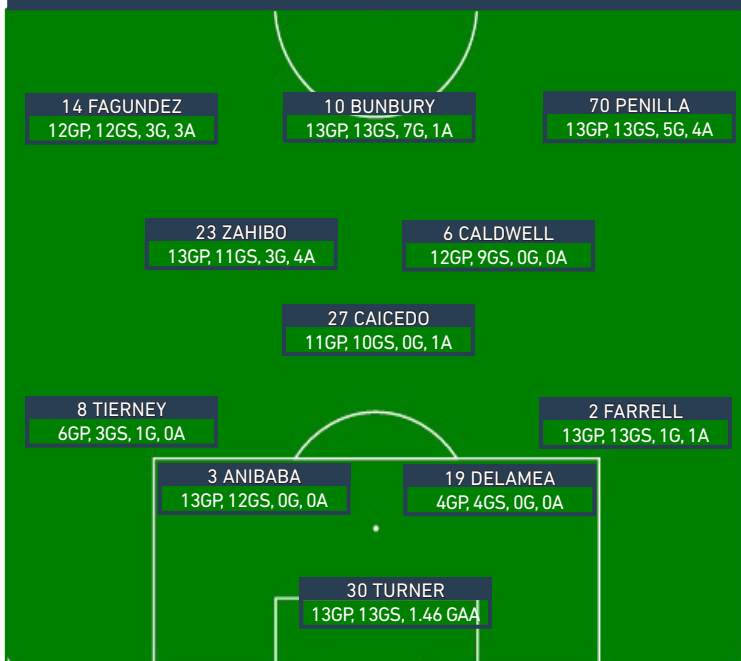 14 FAGUNDEZ
12GP, 12GS, 3G, 3A
10 BUNBURY
13GP, 13GS, 7G, 1A
70 PENILLA
13GP, 13GS, 5G, 4A
23 ZAHIBO
13GP, 11GS, 3G, 4A
6 CALDWELL
12GP, 9GS, 0G, 0A
27 CAICEDO
11GP, 10GS, 0G, 1A
8 TIERNEY
6GP, 3GS, 1G, 0A
2 FARRELL
13GP, 13GS, 1G, 1A
3 ANIBABA
13GP, 12GS, 0G, 0A
19 DELAMEA
4GP, 4GS, 0G, 0A
30 TURNER
13GP, 13GS, 1.46 GAA